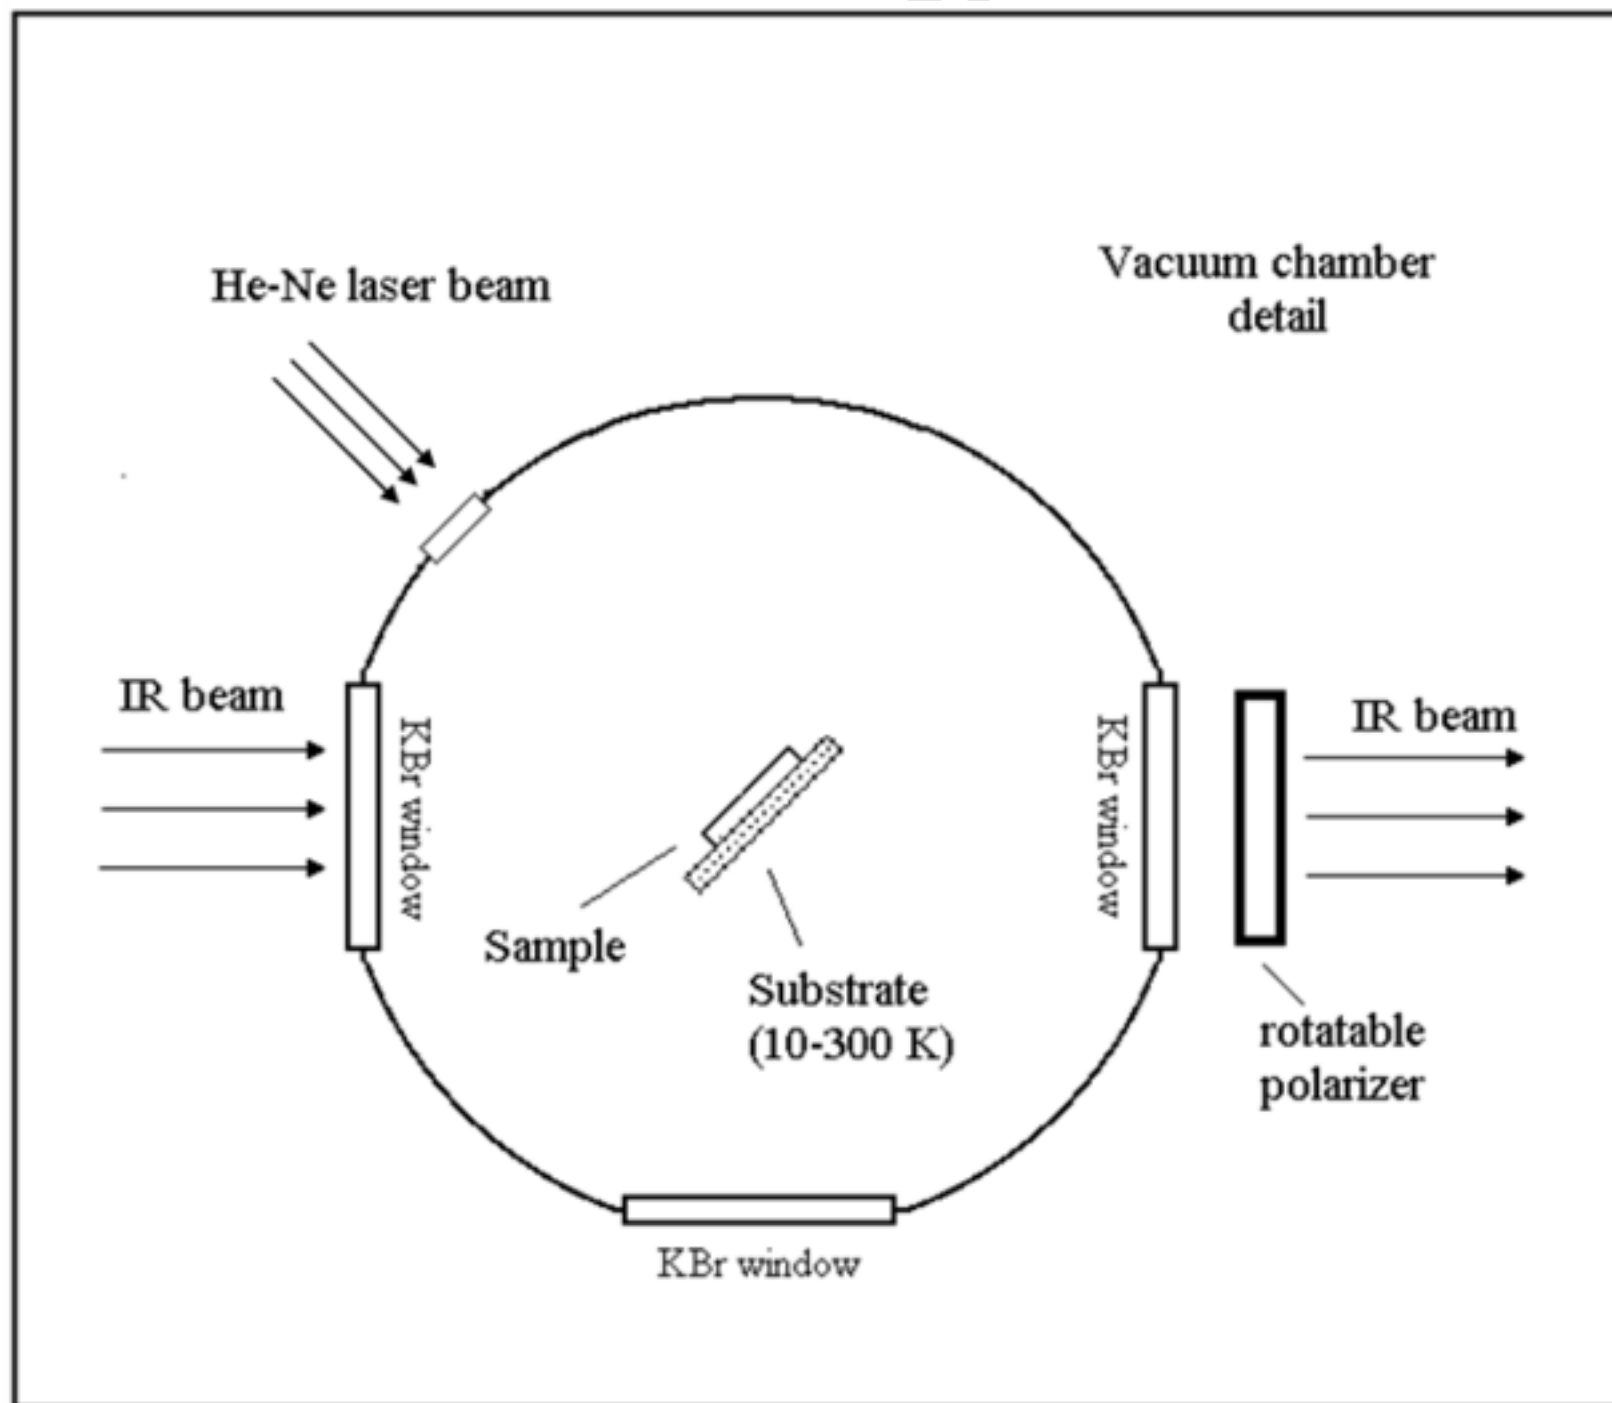 He-Ne laser beam
Vacuum chamber
detail
IR beam
KBr window
KBr window
IR beam
Sample
Substrate
(10-300 K)
rotatable
polarizer
KBr window